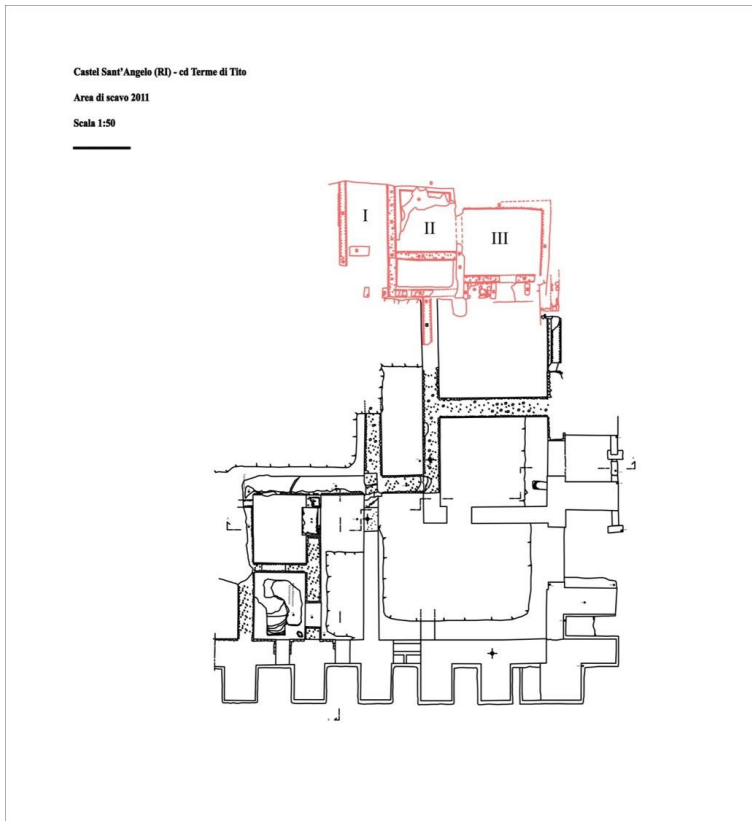 Castel Sant'Angelo (RI) - cd Terme di Tito
Area di scavo 2011
Scala 1:50
I
II
III